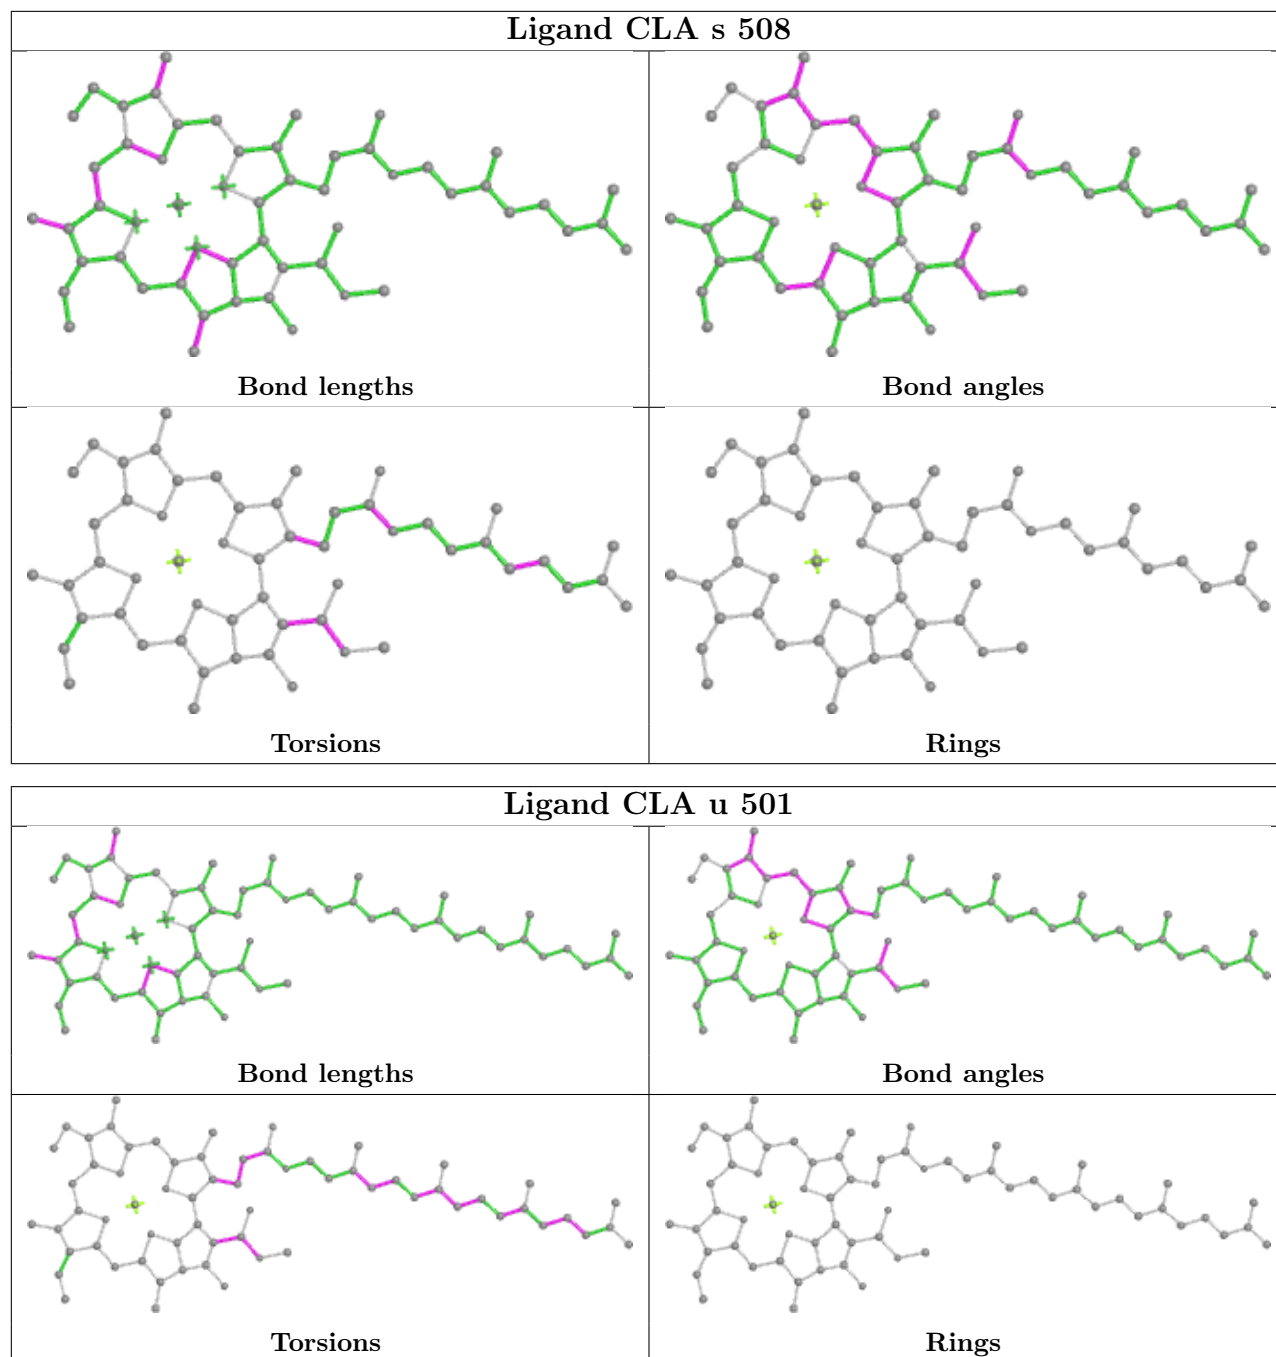 Ligand CLA s 508
Bond lengths
Bond angles
Torsions
Rings
Ligand CLA u 501
Bond lengths
Bond angles
Torsions
Rings